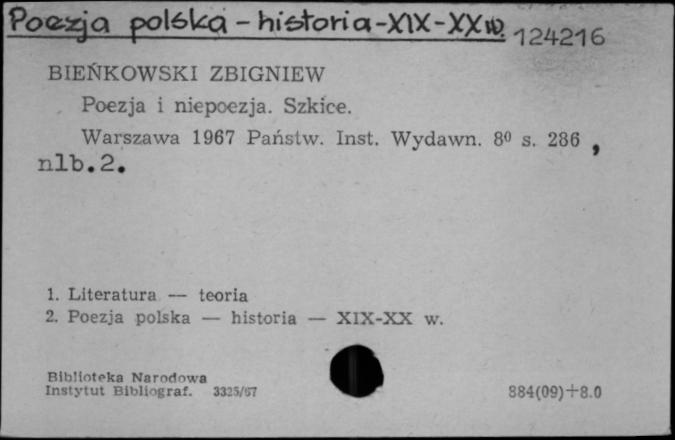 Poezja polska - historia - XIX - XX w. 124216
BIEŃKOWSKI ZBIGNIEW
Poezja i niepoezja. Szkice.
Warszawa 1967 Państw. Inst. Wydawn. 8⁰ s. 286 ,
nlb.2.
1. Literatura — teoria
2. Poezja polska — historia — XIX-XX w.
Biblioteka Narodowa
Instytut Bibliograf. 3325/67
884(09)+8.0